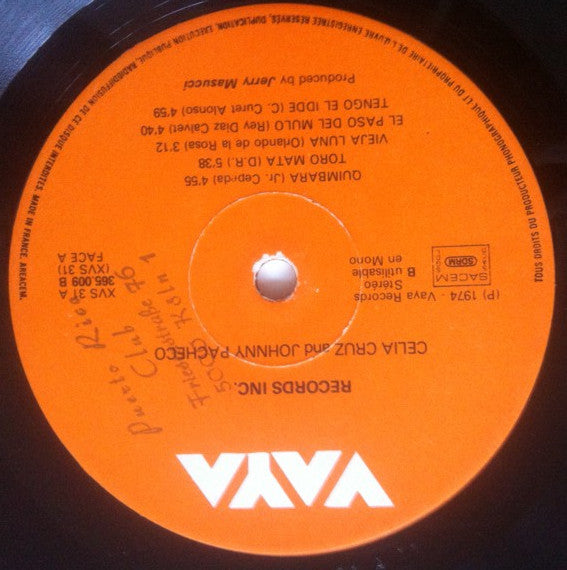 VAYA
RECORDS INC.
CELIA CRUZ and JOHNNY PACHECO
(P) 1974 - Vaya Records
SACEM
SDRM
Stéréo
B utilisable
en Mono
XVS 31 A
365.009 B
(XVS 31)
FACE A
QUIMBARA (Jr. Cepeda) 4'55
TORO MATA (D.R.) 5'38
VIEJA LUNA (Orlando de la Rosa) 3'12
EL PASO DEL MULO (Rey Diaz Calvet) 4'40
TENGO EL IDDE (C. Curet Alonso) 4'59
Produced by Jerry Masucci
TOUS DROITS DU PRODUCTEUR PHONOGRAPHIQUE ET DU PROPRIETAIRE DE L'ŒUVRE ENREGISTREE RESERVES. DUPLICATION, EXECUTION PUBLIQUE, RADIODIFFUSION DE CE DISQUE INTERDITES. MADE IN FRANCE. AREACEM.
Puerto Rico
Club
Friedenstraße 76
5000 Köln 1